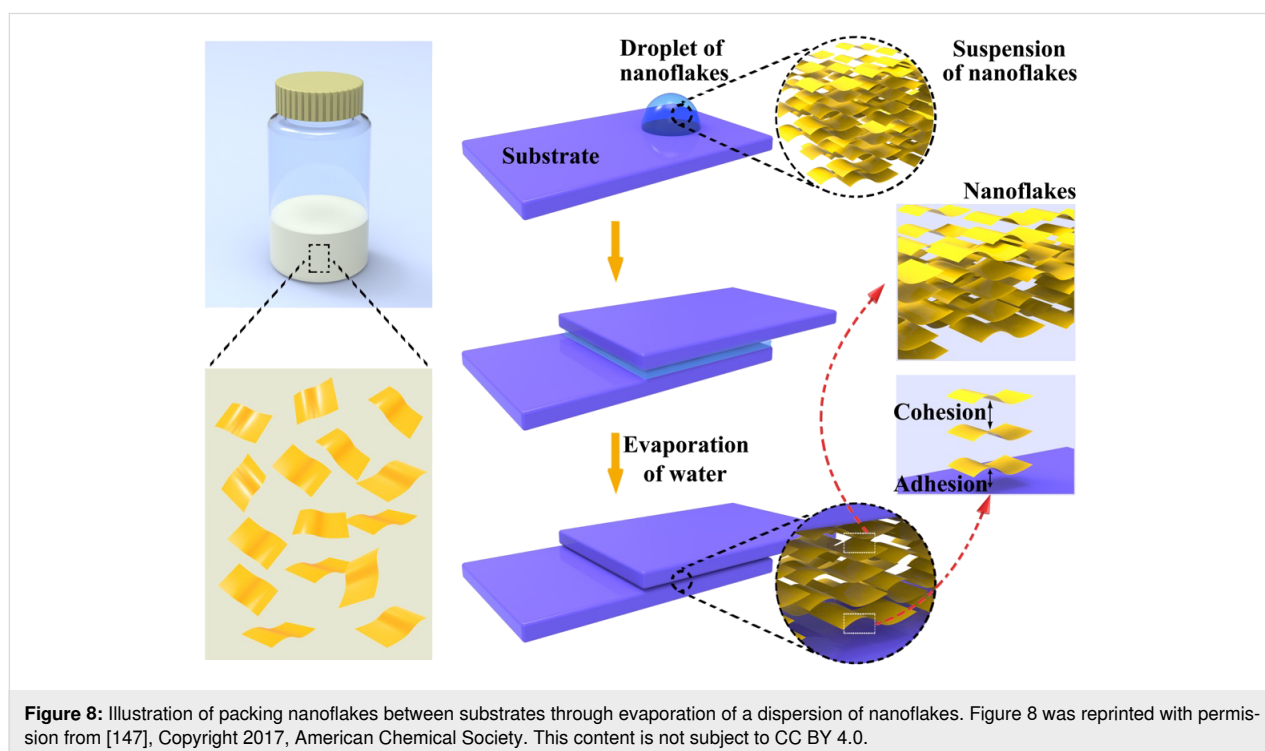 Droplet of
nanoflakes
Suspension
of nanoflakes
Substrate
Nanoflakes
Cohesion
Adhesion
Evaporation
of water
Figure 8: Illustration of packing nanoflakes between substrates through evaporation of a dispersion of nanoflakes. Figure 8 was reprinted with permis-
sion from [147], Copyright 2017, American Chemical Society. This content is not subject to CC BY 4.0.